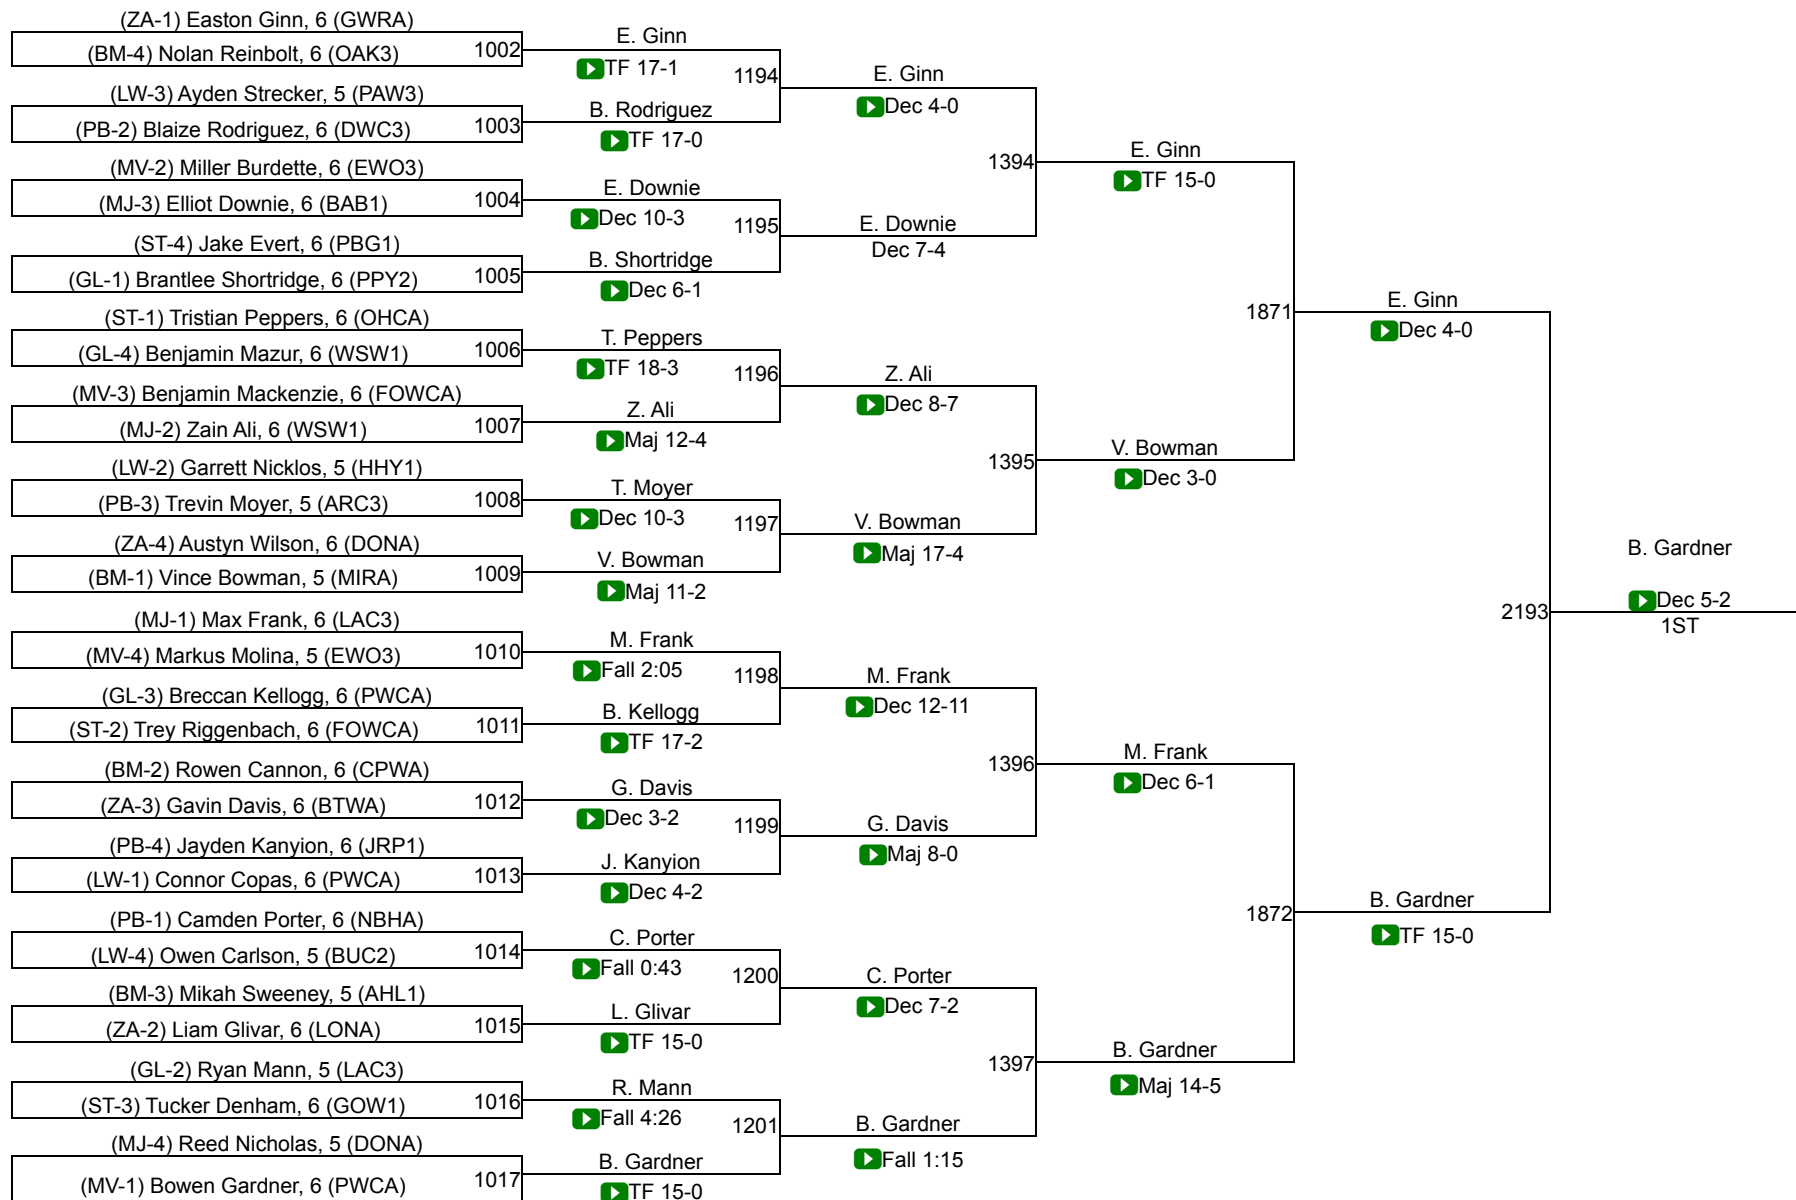 (ZA-1) Easton Ginn, 6 (GWRA)
(BM-4) Nolan Reinbolt, 6 (OAK3)
1002
(LW-3) Ayden Strecker, 5 (PAW3)
(PB-2) Blaize Rodriguez, 6 (DWC3)
1003
(MV-2) Miller Burdette, 6 (EWO3)
(MJ-3) Elliot Downie, 6 (BAB1)
1004
(ST-4) Jake Evert, 6 (PBG1)
(GL-1) Brantlee Shortridge, 6 (PPY2)
1005
(ST-1) Tristian Peppers, 6 (OHCA)
(GL-4) Benjamin Mazur, 6 (WSW1)
1006
(MV-3) Benjamin Mackenzie, 6 (FOWCA)
(MJ-2) Zain Ali, 6 (WSW1)
1007
(LW-2) Garrett Nicklos, 5 (HHY1)
(PB-3) Trevin Moyer, 5 (ARC3)
1008
(ZA-4) Austyn Wilson, 6 (DONA)
(BM-1) Vince Bowman, 5 (MIRA)
1009
(MJ-1) Max Frank, 6 (LAC3)
(MV-4) Markus Molina, 5 (EWO3)
1010
(GL-3) Breccan Kellogg, 6 (PWCA)
(ST-2) Trey Riggenbach, 6 (FOWCA)
1011
(BM-2) Rowen Cannon, 6 (CPWA)
(ZA-3) Gavin Davis, 6 (BTWA)
1012
(PB-4) Jayden Kanyion, 6 (JRP1)
(LW-1) Connor Copas, 6 (PWCA)
1013
(PB-1) Camden Porter, 6 (NBHA)
(LW-4) Owen Carlson, 5 (BUC2)
1014
(BM-3) Mikah Sweeney, 5 (AHL1)
(ZA-2) Liam Glivar, 6 (LONA)
1015
(GL-2) Ryan Mann, 5 (LAC3)
(ST-3) Tucker Denham, 6 (GOW1)
1016
(MJ-4) Reed Nicholas, 5 (DONA)
(MV-1) Bowen Gardner, 6 (PWCA)
1017
E. Ginn
TF 17-1
1194
B. Rodriguez
TF 17-0
E. Downie
Dec 10-3
1195
B. Shortridge
Dec 6-1
T. Peppers
TF 18-3
1196
Z. Ali
Maj 12-4
T. Moyer
Dec 10-3
1197
V. Bowman
Maj 11-2
M. Frank
Fall 2:05
1198
B. Kellogg
TF 17-2
G. Davis
Dec 3-2
1199
J. Kanyion
Dec 4-2
C. Porter
Fall 0:43
1200
L. Glivar
TF 15-0
R. Mann
Fall 4:26
1201
B. Gardner
TF 15-0
E. Ginn
Dec 4-0
1394
E. Downie
Dec 7-4
Z. Ali
Dec 8-7
1395
V. Bowman
Maj 17-4
M. Frank
Dec 12-11
1396
G. Davis
Maj 8-0
C. Porter
Dec 7-2
1397
B. Gardner
Fall 1:15
E. Ginn
TF 15-0
1871
V. Bowman
Dec 3-0
M. Frank
Dec 6-1
1872
B. Gardner
Maj 14-5
E. Ginn
Dec 4-0
2193
B. Gardner
TF 15-0
B. Gardner
Dec 5-2
1ST